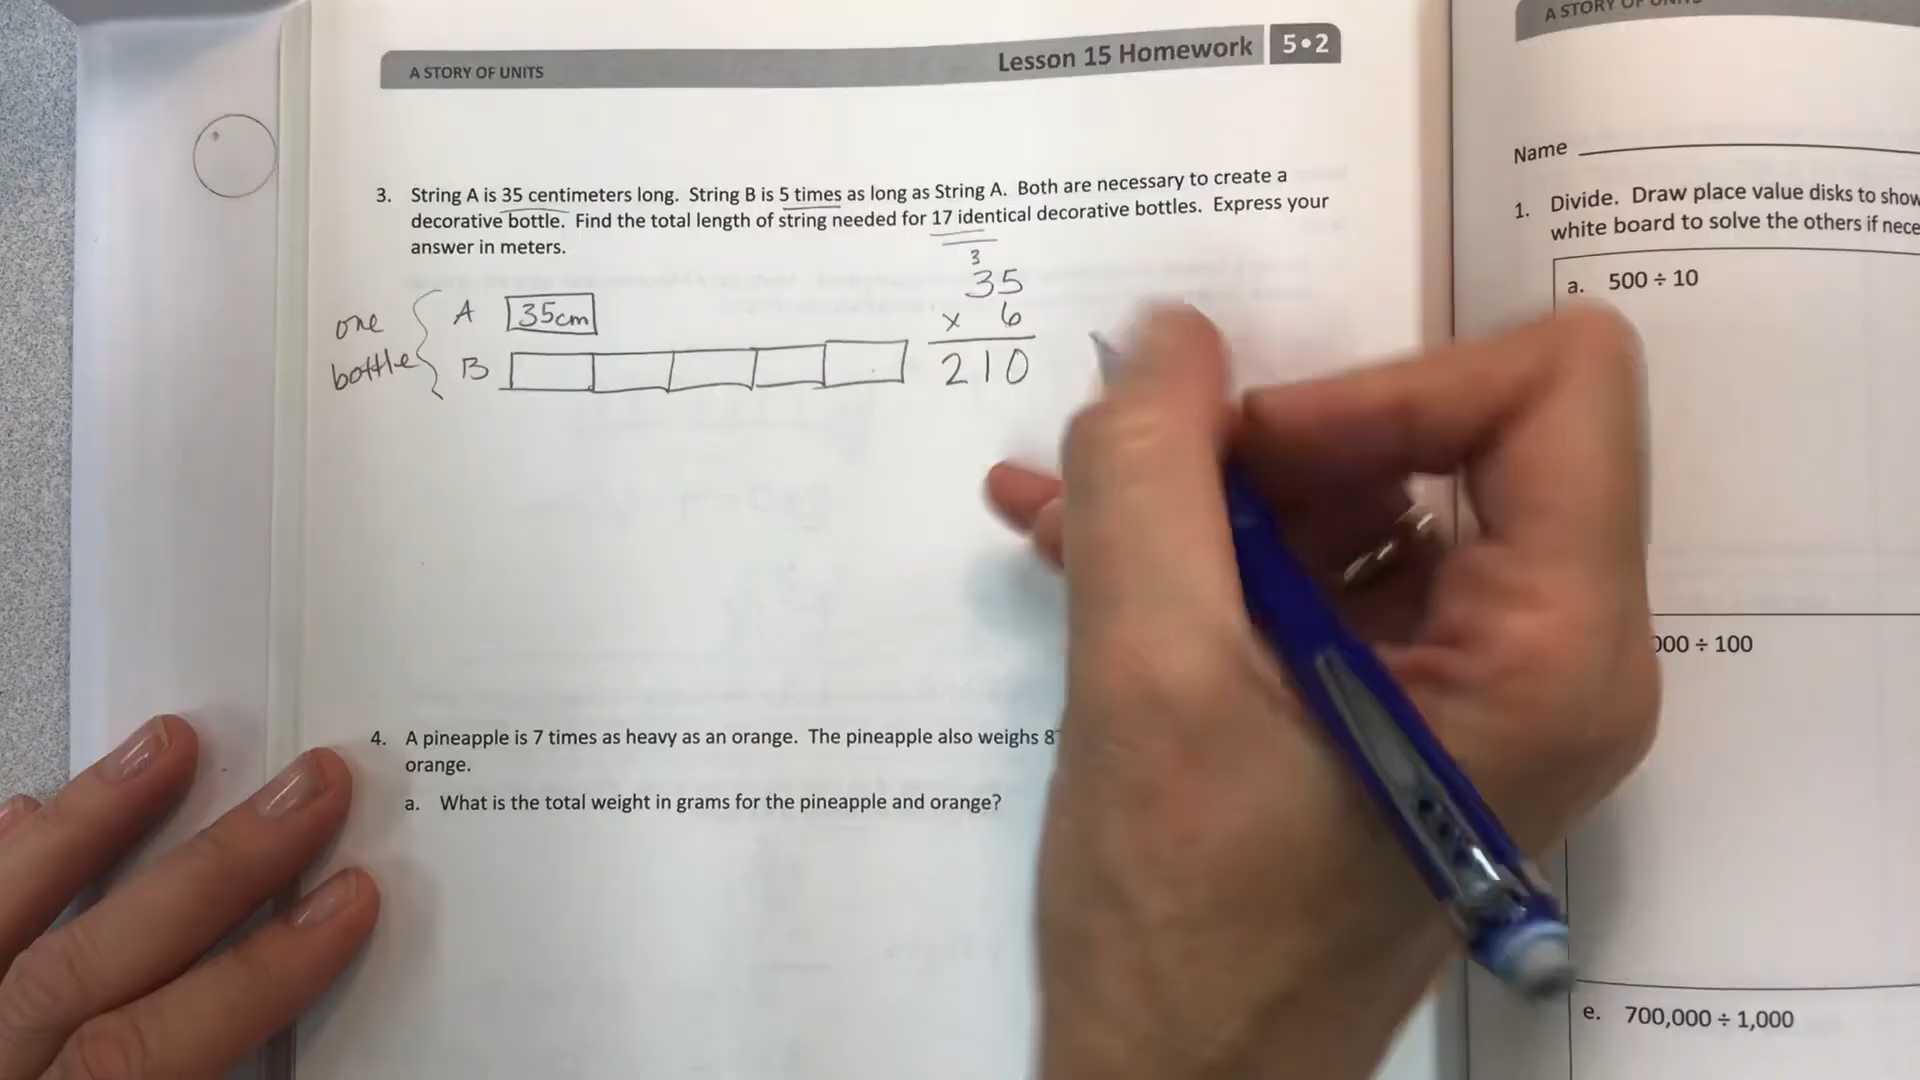 A STORY OF UNITS
Lesson 15 Homework 5•2
3. String A is 35 centimeters long. String B is 5 times as long as String A. Both are necessary to create a
decorative bottle. Find the total length of string needed for 17 identical decorative bottles. Express your
answer in meters.
one
bottle
A 35cm
B
3
35
x 6
210
4. A pineapple is 7 times as heavy as an orange. The pineapple also weighs
orange.
a. What is the total weight in grams for the pineapple and orange?
A STORY OF
Name
1. Divide. Draw place value disks to show
white board to solve the others if
a. 500 ÷ 10
000 ÷ 100
e. 700,000 ÷ 1,000